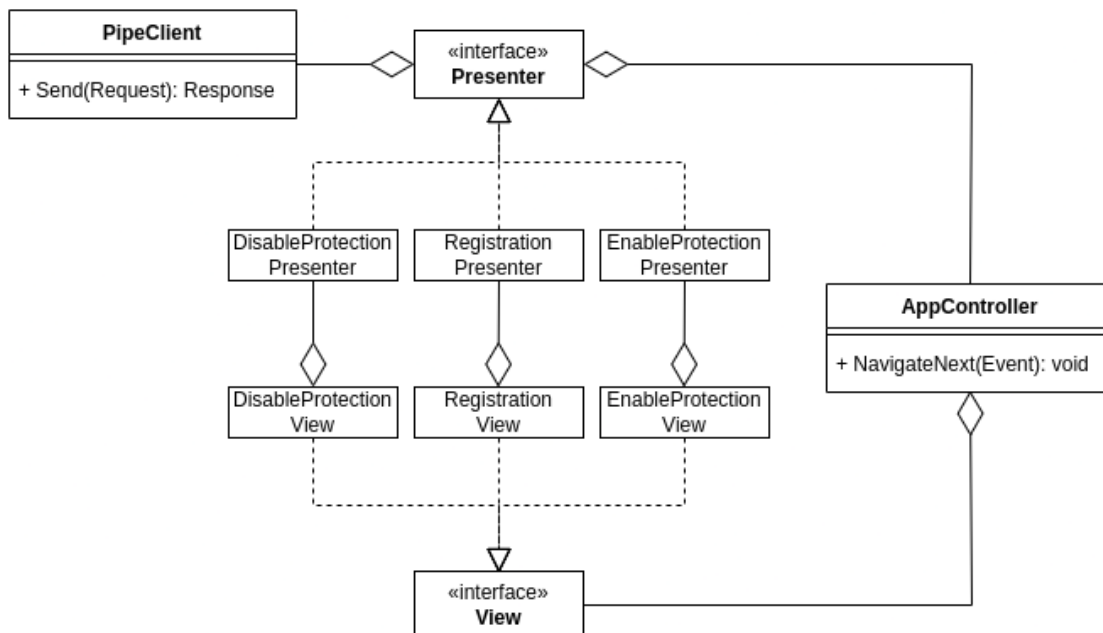 PipeClient
+ Send(Request): Response
«interface»
Presenter
DisableProtection
Presenter
Registration
Presenter
EnableProtection
Presenter
AppController
+ NavigateNext(Event): void
DisableProtection
View
Registration
View
EnableProtection
View
«interface»
View